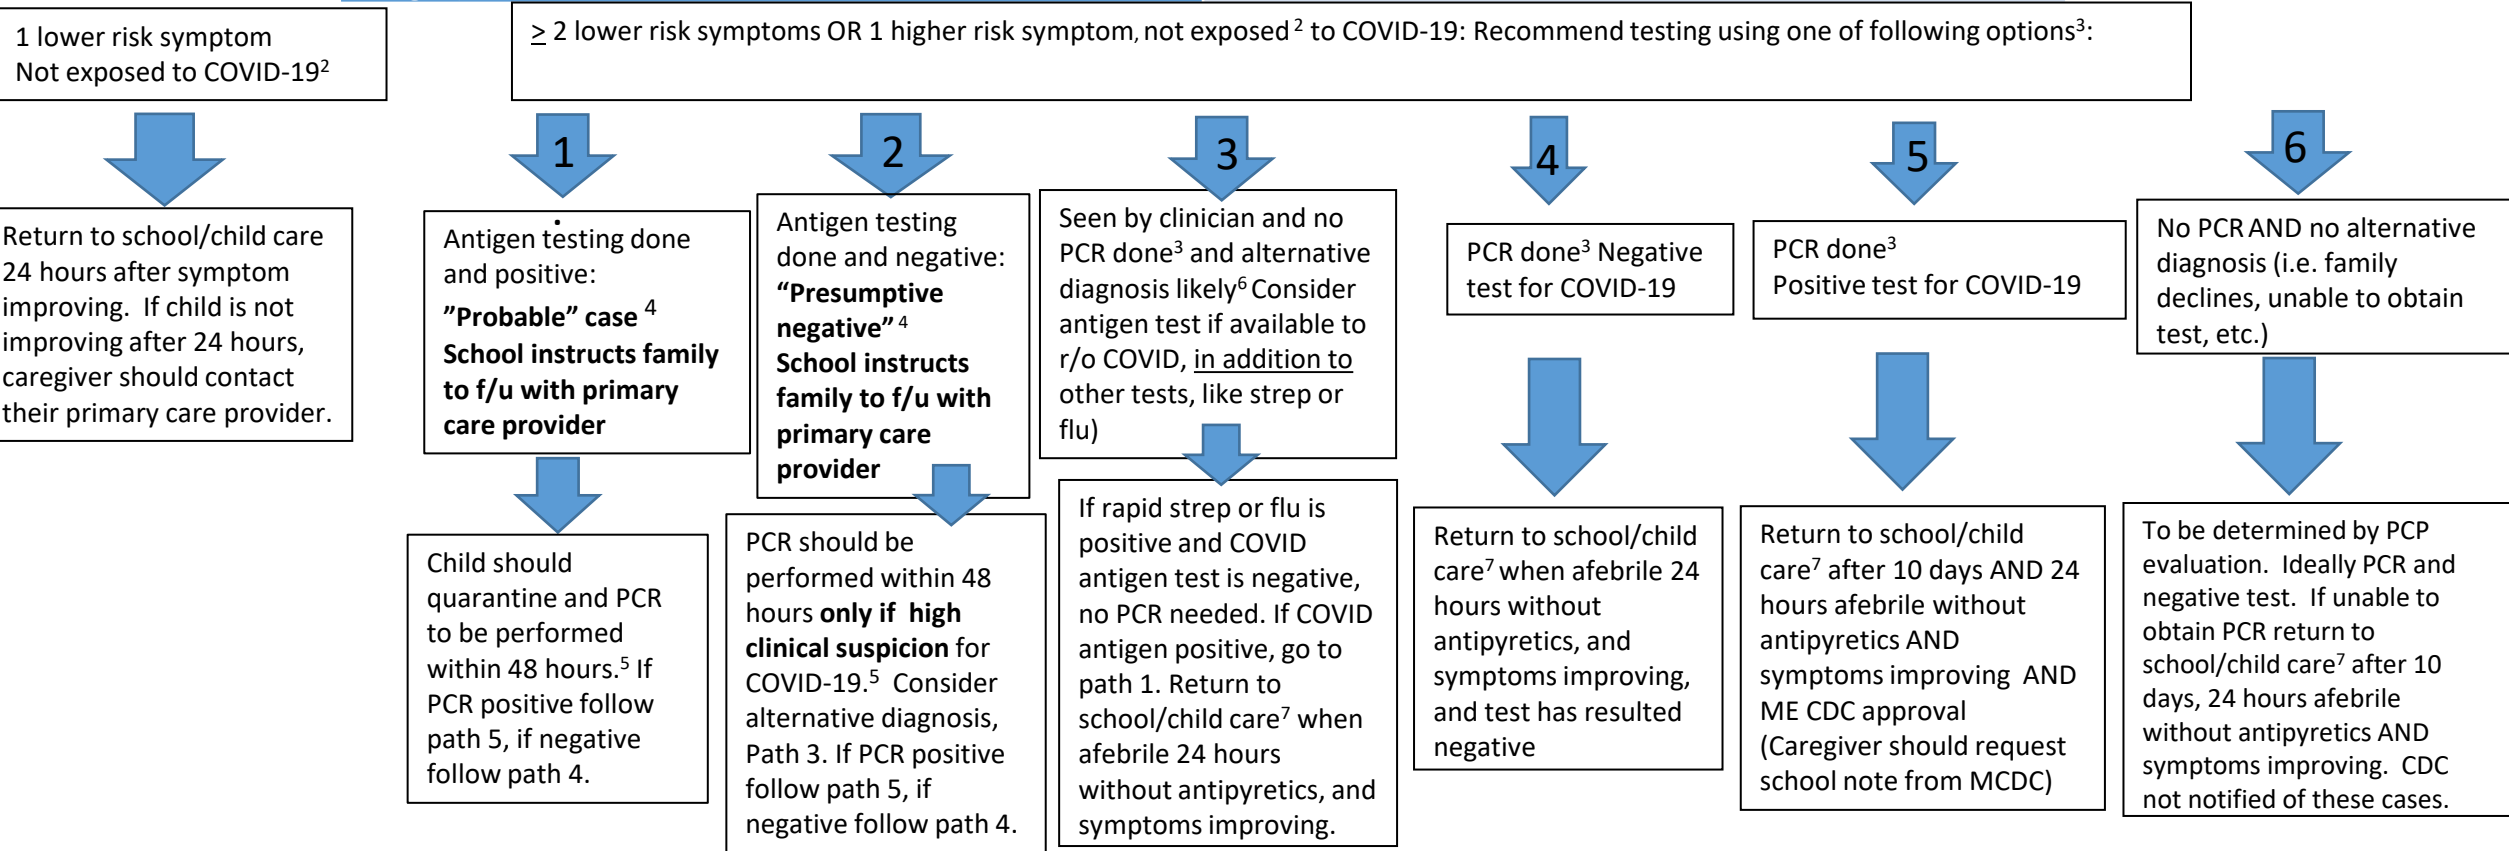 1 lower risk symptom
Not exposed to COVID-19²
≥ 2 lower risk symptoms OR 1 higher risk symptom, not exposed ² to COVID-19: Recommend testing using one of following options³:
1
2
3
4
5
6
Return to school/child care
24 hours after symptom
improving. If child is not
improving after 24 hours,
caregiver should contact
their primary care provider.
Antigen testing done
and positive:
”Probable” case ⁴
School instructs family
to f/u with primary
care provider
Antigen testing
done and negative:
“Presumptive
negative” ⁴
School instructs
family to f/u with
primary care
provider
Seen by clinician and no
PCR done³ and alternative
diagnosis likely⁶ Consider
antigen test if available to
r/o COVID, in addition to
other tests, like strep or
flu)
PCR done³ Negative
test for COVID-19
PCR done³
Positive test for COVID-19
No PCR AND no alternative
diagnosis (i.e. family
declines, unable to obtain
test, etc.)
Child should
quarantine and PCR
to be performed
within 48 hours.⁵ If
PCR positive follow
path 5, if negative
follow path 4.
PCR should be
performed within 48
hours only if high
clinical suspicion for
COVID-19.⁵ Consider
alternative diagnosis,
Path 3. If PCR positive
follow path 5, if
negative follow path 4.
If rapid strep or flu is
positive and COVID
antigen test is negative,
no PCR needed. If COVID
antigen positive, go to
path 1. Return to
school/child care⁷ when
afebrile 24 hours
without antipyretics, and
symptoms improving.
Return to school/child
care⁷ when afebrile 24
hours without
antipyretics, and
symptoms improving,
and test has resulted
negative
Return to school/child
care⁷ after 10 days AND 24
hours afebrile without
antipyretics AND
symptoms improving AND
ME CDC approval
(Caregiver should request
school note from MCDC)
To be determined by PCP
evaluation. Ideally PCR and
negative test. If unable to
obtain PCR return to
school/child care⁷ after 10
days, 24 hours afebrile
without antipyretics AND
symptoms improving. CDC
not notified of these cases.